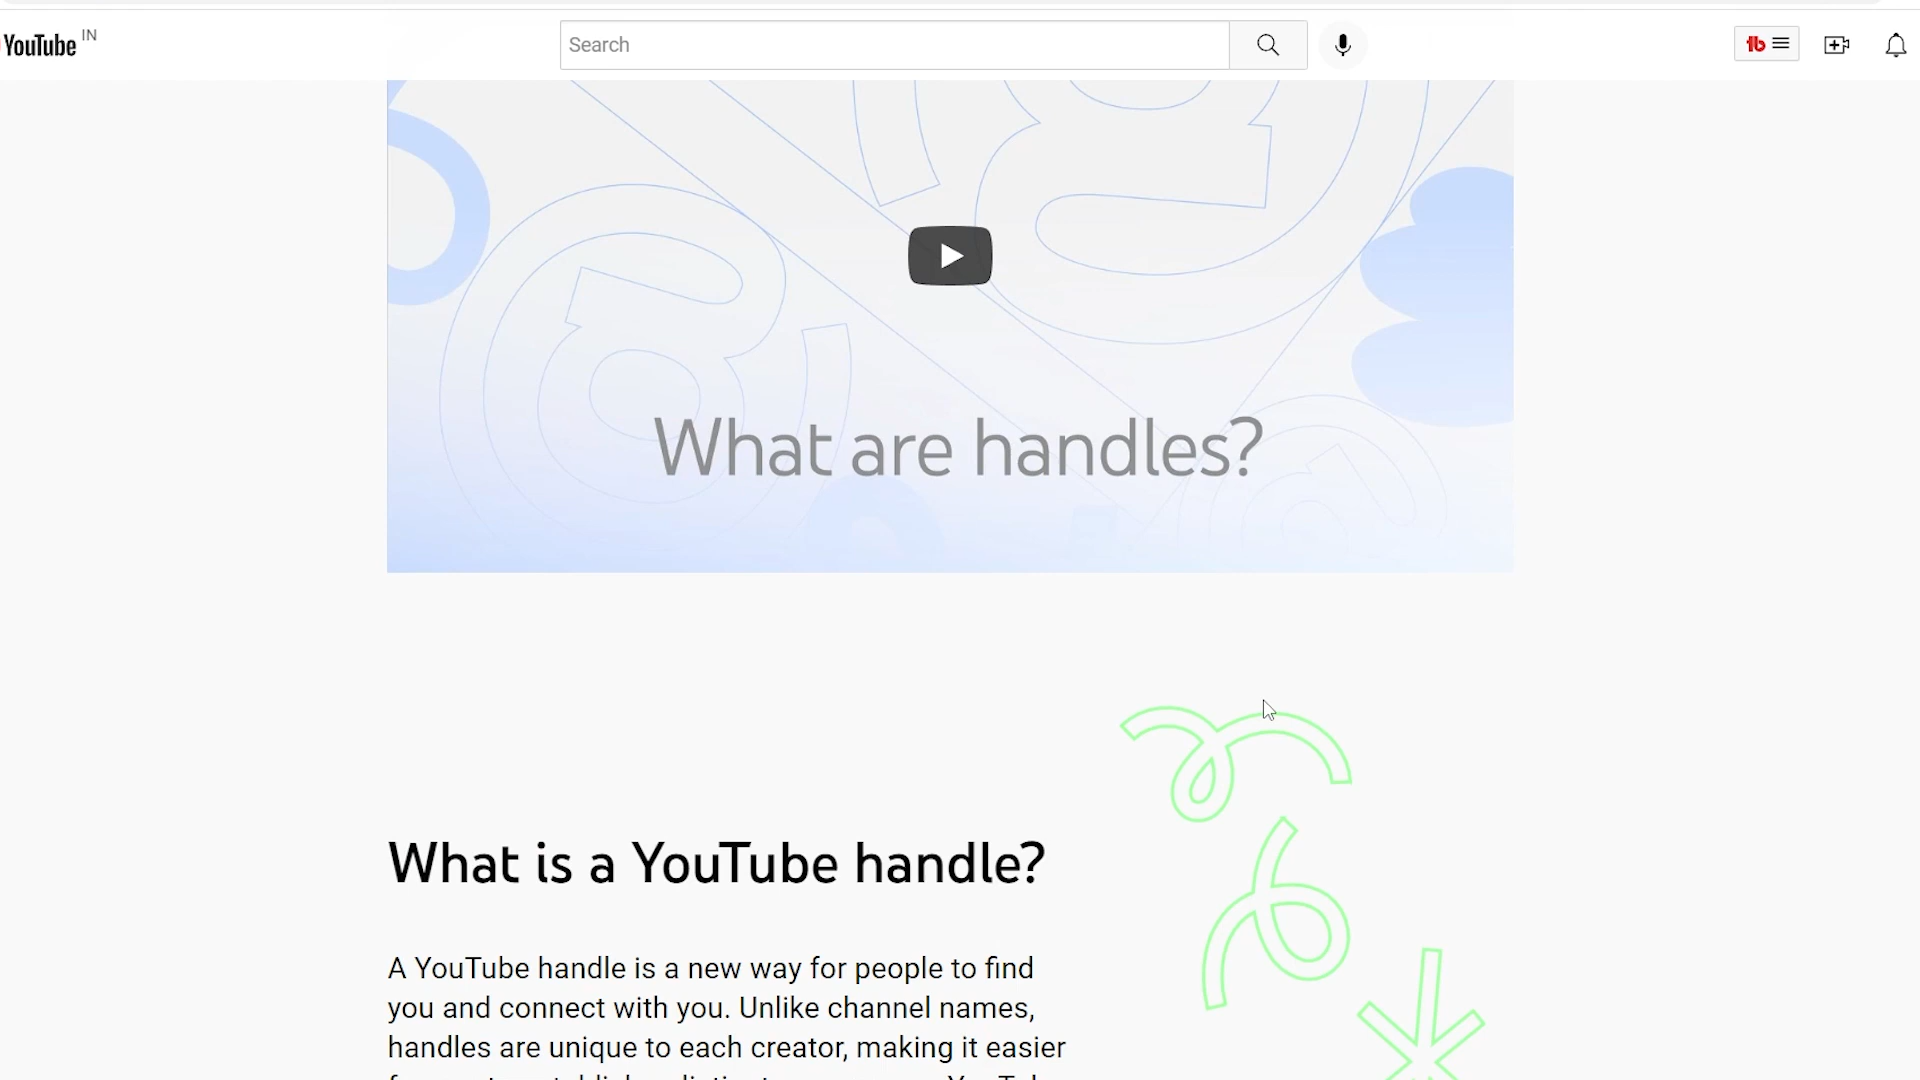 YouTube IN
Search
What are handles?
What is a YouTube handle?
A YouTube handle is a new way for people to find
you and connect with you. Unlike channel names,
handles are unique to each creator, making it easier